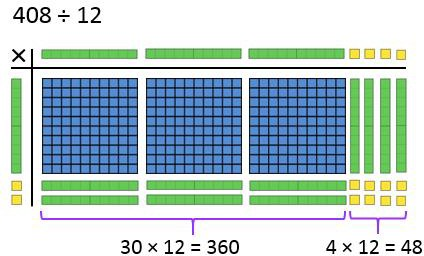 408 ÷ 12
×
30 × 12 = 360
4 × 12 = 48